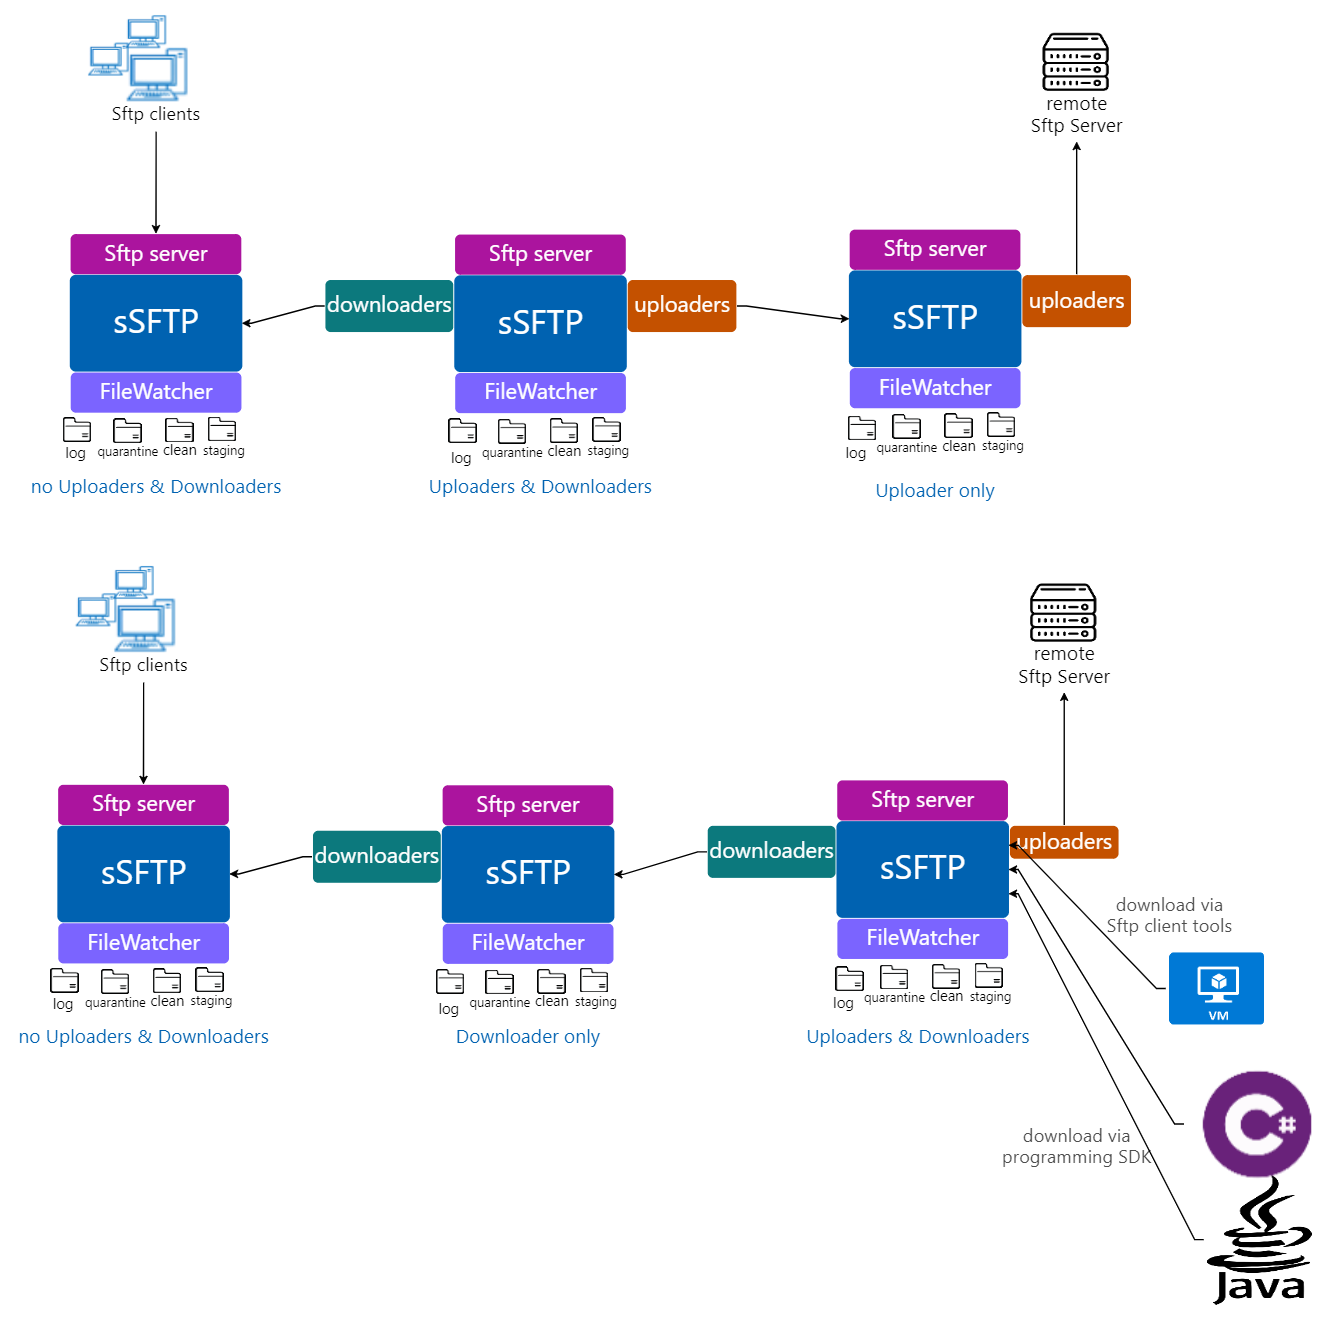 Sftp clients
remote
Sftp Server
Sftp server
sSFTP
FileWatcher
log
quarantine
clean
staging
no Uploaders & Downloaders
downloaders
Sftp server
sSFTP
FileWatcher
uploaders
log
quarantine
clean
staging
Uploaders & Downloaders
Sftp server
sSFTP
FileWatcher
uploaders
log
quarantine
clean
staging
Uploader only
Sftp clients
remote
Sftp Server
Sftp server
sSFTP
FileWatcher
log
quarantine
clean
staging
no Uploaders & Downloaders
downloaders
Sftp server
sSFTP
FileWatcher
log
quarantine
clean
staging
Downloader only
downloaders
Sftp server
sSFTP
FileWatcher
uploaders
log
quarantine
clean
staging
Uploaders & Downloaders
download via
Sftp client tools
VM
C#
download via
programming SDK
Java